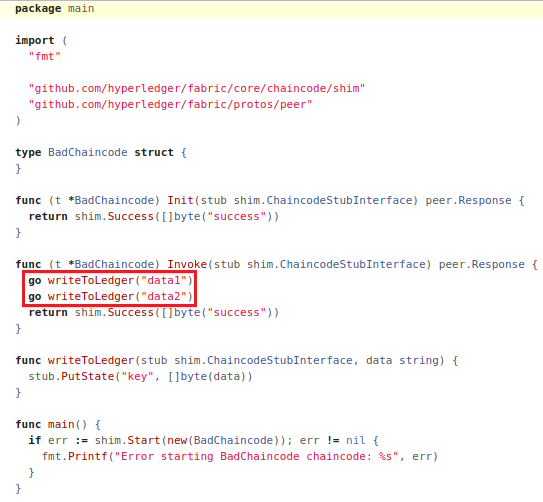 package main
import (
"fmt"
"github.com/hyperledger/fabric/core/chaincode/shim"
"github.com/hyperledger/fabric/protos/peer"
)
type BadChaincode struct {
}
func (t *BadChaincode) Init(stub shim.ChaincodeStubInterface) peer.Response {
return shim.Success([]byte("success"))
}
func (t *BadChaincode) Invoke(stub shim.ChaincodeStubInterface) peer.Response {
go writeToLedger("data1")
go writeToLedger("data2")
return shim.Success([]byte("success"))
}
func writeToLedger(stub shim.ChaincodeStubInterface, data string) {
stub.PutState("key", []byte(data))
}
func main() {
if err := shim.Start(new(BadChaincode)); err != nil {
fmt.Printf("Error starting BadChaincode chaincode: %s", err)
}
}